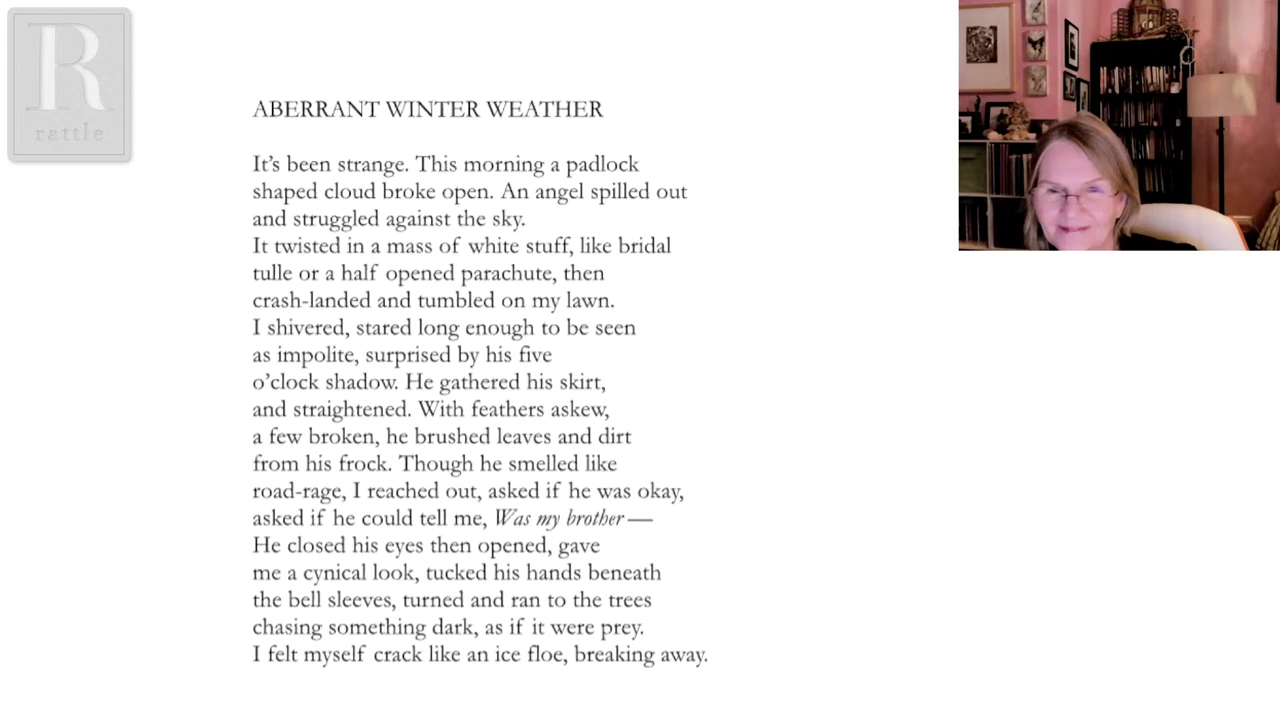 R
rattle
ABERRANT WINTER WEATHER
It's been strange. This morning a padlock
shaped cloud broke open. An angel spilled out
and struggled against the sky.
It twisted in a mass of white stuff, like bridal
tulle or a half opened parachute, then
crash-landed and tumbled on my lawn.
I shivered, stared long enough to be seen
as impolite, surprised by his five
o'clock shadow. He gathered his skirt,
and straightened. With feathers askew,
a few broken, he brushed leaves and dirt
from his frock. Though he smelled like
road-rage, I reached out, asked if he was okay,
asked if he could tell me, Was my brother—
He closed his eyes then opened, gave
me a cynical look, tucked his hands beneath
the bell sleeves, turned and ran to the trees
chasing something dark, as if it were prey.
I felt myself crack like an ice floe, breaking away.